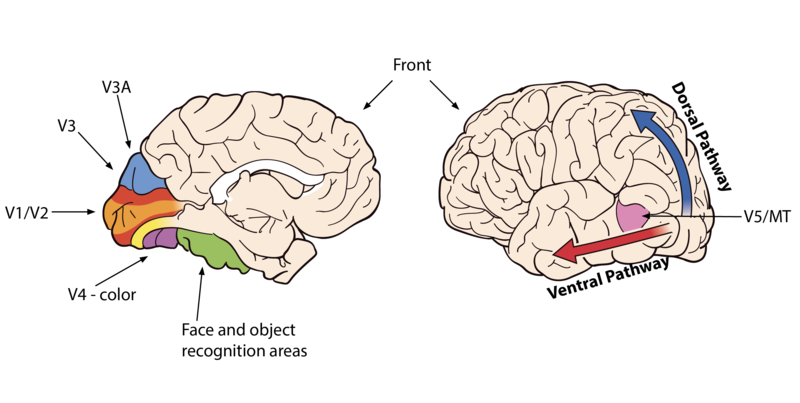 Front
V3A
V3
V1/V2
V4 - color
Face and object
recognition areas
Dorsal Pathway
V5/MT
Ventral Pathway